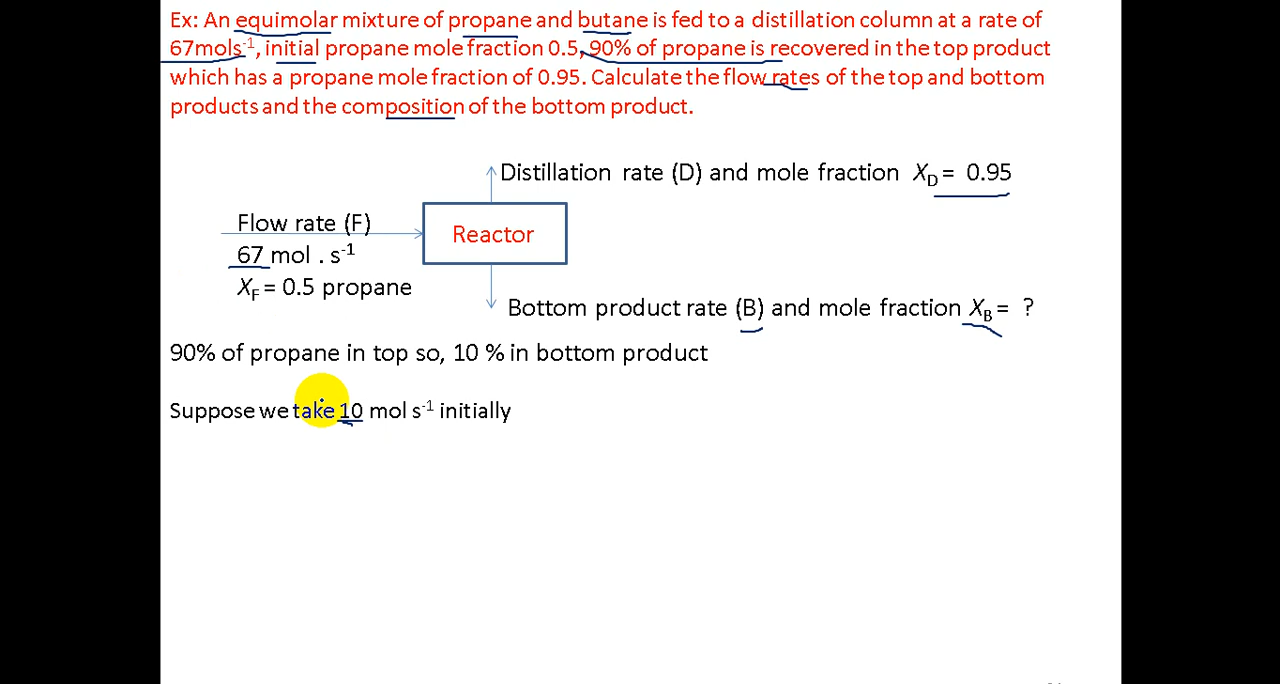 Ex: An equimolar mixture of propane and butane is fed to a distillation column at a rate of
67mols⁻¹, initial propane mole fraction 0.5, 90% of propane is recovered in the top product
which has a propane mole fraction of 0.95. Calculate the flow rates of the top and bottom
products and the composition of the bottom product.
Distillation rate (D) and mole fraction X_D = 0.95
Flow rate (F)
Reactor
67 mol . s⁻¹
X_F = 0.5 propane
Bottom product rate (B) and mole fraction X_B = ?
90% of propane in top so, 10 % in bottom product
Suppose we take 10 mol s⁻¹ initially